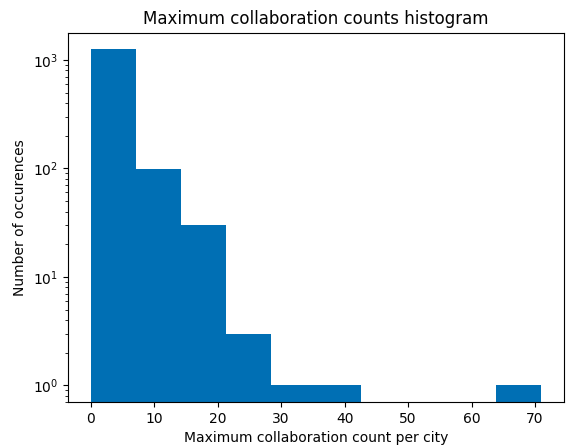 Maximum collaboration counts histogram
Number of occurences
10³
10²
10¹
10⁰
0 10 20 30 40 50 60 70
Maximum collaboration count per city